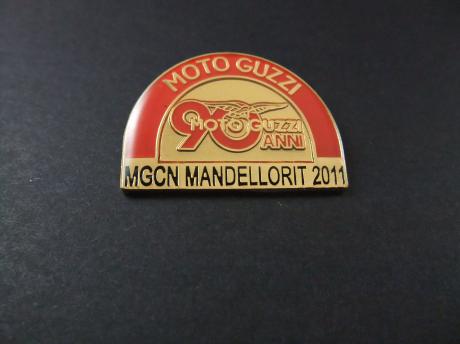 MOTO GUZZI
90
MOTO GUZZI
ANNI
MGCN MANDELLORIT 2011